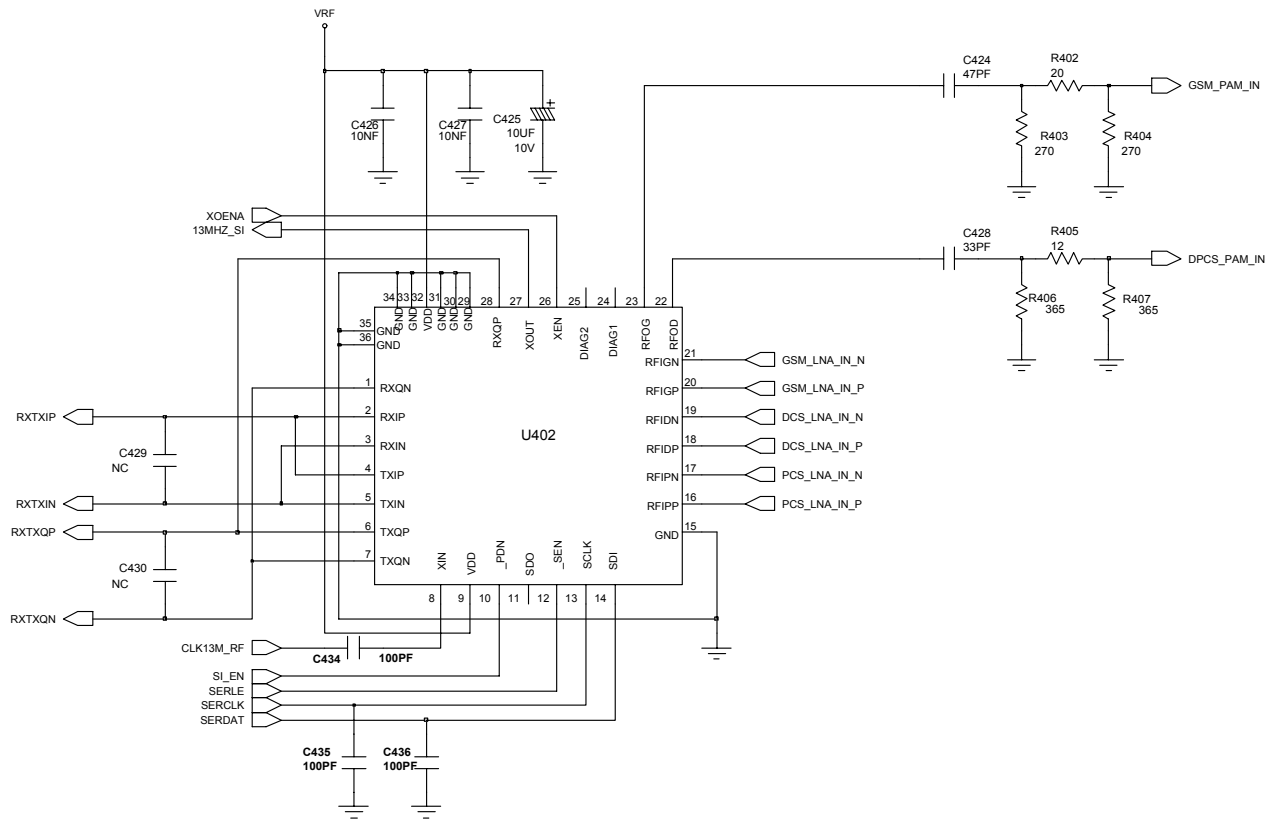 VRF
C424
47PF
R402
20
GSM_PAM_IN
C426
10NF
C427
10NF
C425
10UF
10V
R403
270
R404
270
XOENA
13MHZ_SI
C428
33PF
R405
12
DPCS_PAM_IN
R406
365
R407
365
34 33 32 31 30 29 28 27 26 25 24 23 22
GND GND VDD GND GND GND RXQP XOUT XEN DIAG2 DIAG1 RFOG RFOD
35 GND
36 GND
1 RXQN
2 RXIP
3 RXIN
4 TXIP
5 TXIN
6 TXQP
7 TXQN
U402
RFIGN 21 GSM_LNA_IN_N
RFIGP 20 GSM_LNA_IN_P
RFIDN 19 DCS_LNA_IN_N
RFIDP 18 DCS_LNA_IN_P
RFIPN 17 PCS_LNA_IN_N
RFIPP 16 PCS_LNA_IN_P
GND 15
RXTXIP
C429
NC
RXTXIN
RXTXQP
C430
NC
RXTXQN
XIN VDD _PDN SDO _SEN SCLK SDI
8 9 10 11 12 13 14
CLK13M_RF
C434 100PF
SI_EN
SERLE
SERCLK
SERDAT
C435
100PF
C436
100PF